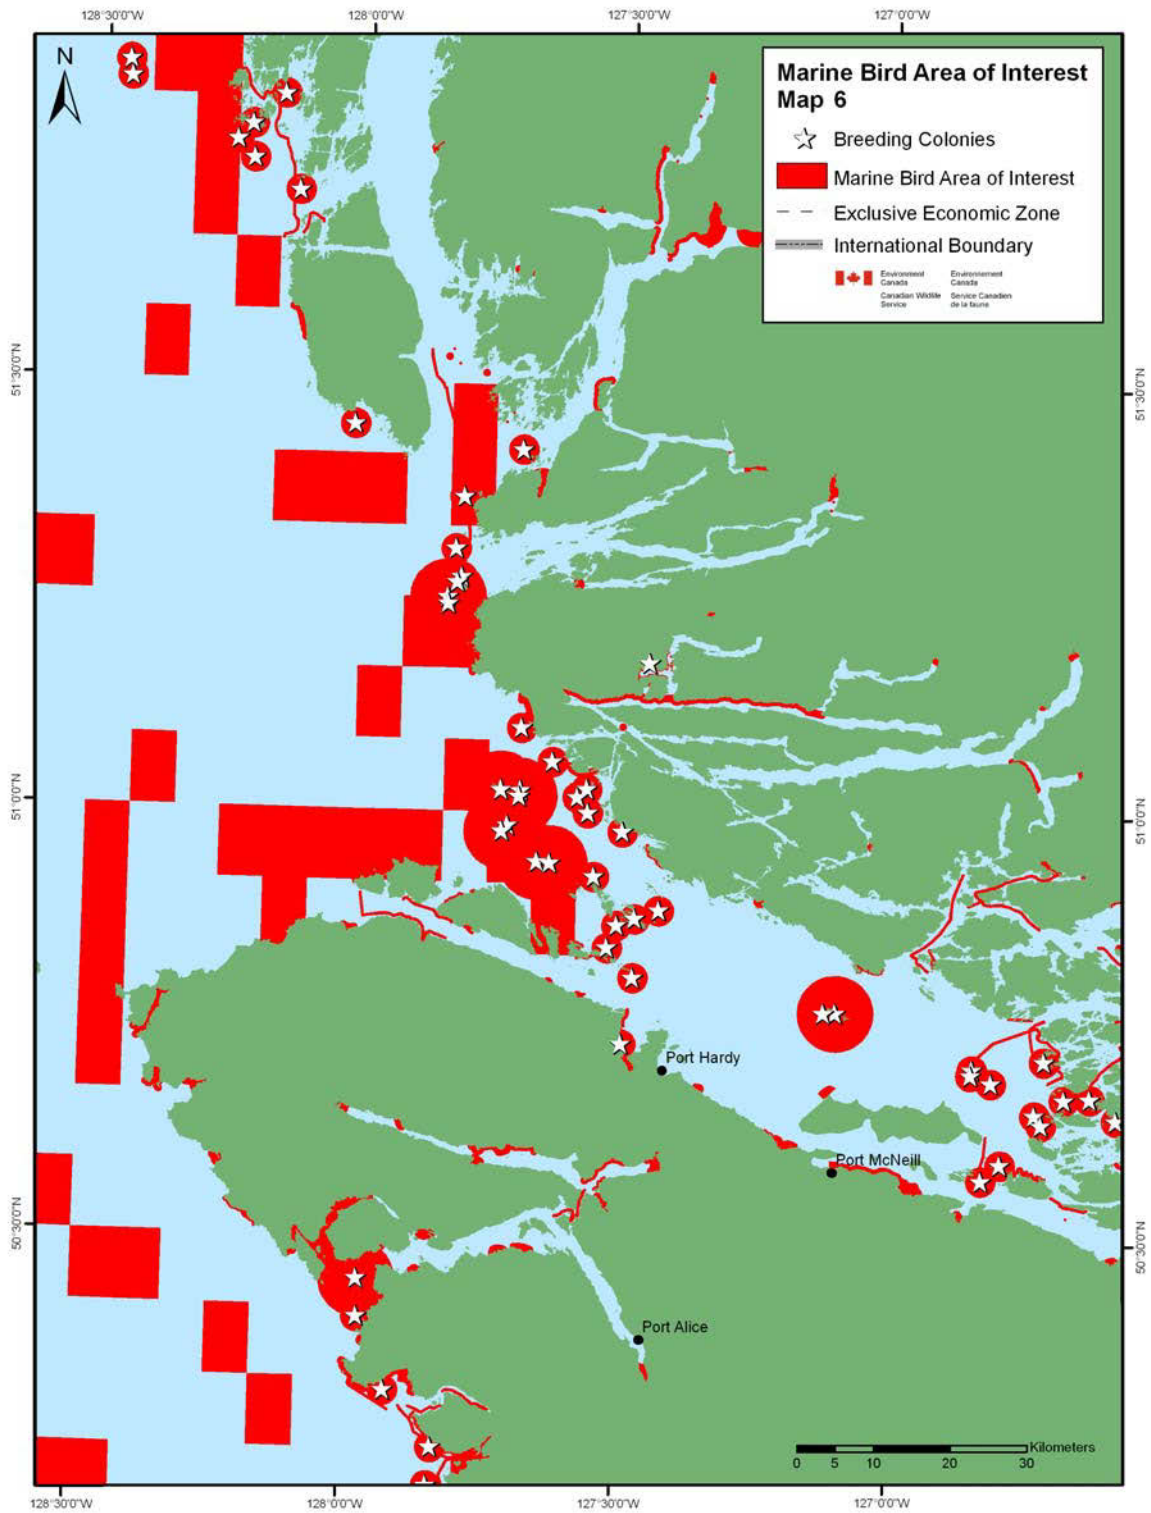 128°30'0"W 128°0'0"W 127°30'0"W 127°0'0"W
N
Marine Bird Area of Interest
Map 6
Breeding Colonies
Marine Bird Area of Interest
Exclusive Economic Zone
International Boundary
Environment Canada Environnement Canada
Canadian Wildlife Service Service Canadien de la faune
51°30'0"N
51°30'0"N
51°0'0"N
51°0'0"N
Port Hardy
Port McNeill
50°30'0"N
50°30'0"N
Port Alice
Kilometers
0 5 10 20 30
128°30'0"W 128°0'0"W 127°30'0"W 127°0'0"W